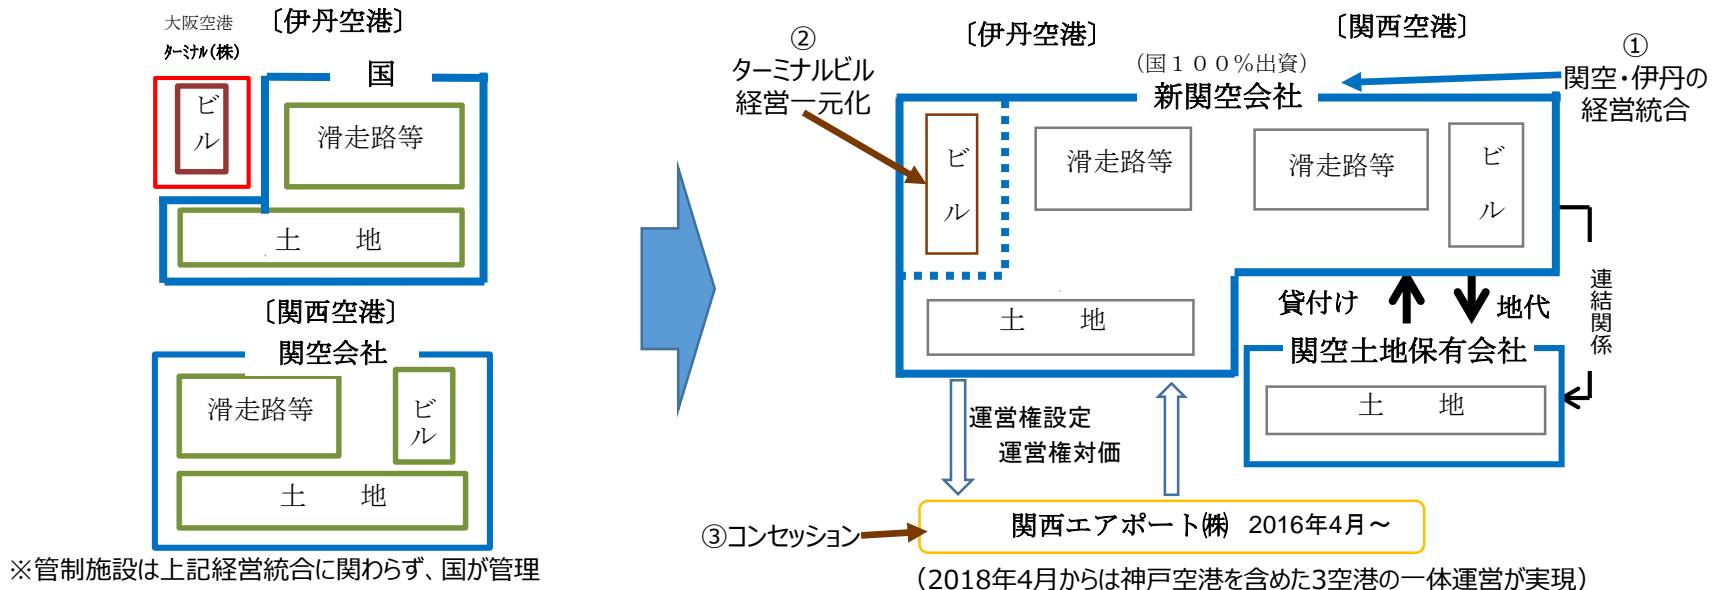 大阪空港
ターミナル(株)
〔伊丹空港〕
国
ビル
滑走路等
土　地
〔関西空港〕
関空会社
滑走路等
ビル
土　地
※管制施設は上記経営統合に関わらず、国が管理
②
ターミナルビル
経営一元化
〔伊丹空港〕
(国１００％出資)
新関空会社
〔関西空港〕
①
関空・伊丹の
経営統合
ビル
滑走路等
滑走路等
ビル
土　地
貸付け
地代
連結関係
関空土地保有会社
土　地
運営権設定
運営権対価
③コンセッション
関西エアポート㈱ 2016年4月～
（2018年4月からは神戸空港を含めた3空港の一体運営が実現）